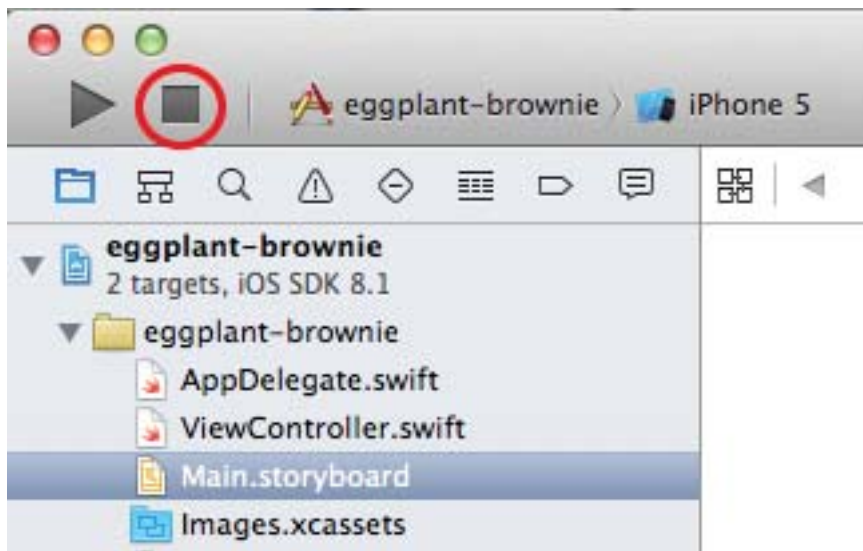 eggplant-brownie 〉 iPhone 5
eggplant-brownie
2 targets, iOS SDK 8.1
eggplant-brownie
AppDelegate.swift
ViewController.swift
Main.storyboard
Images.xcassets